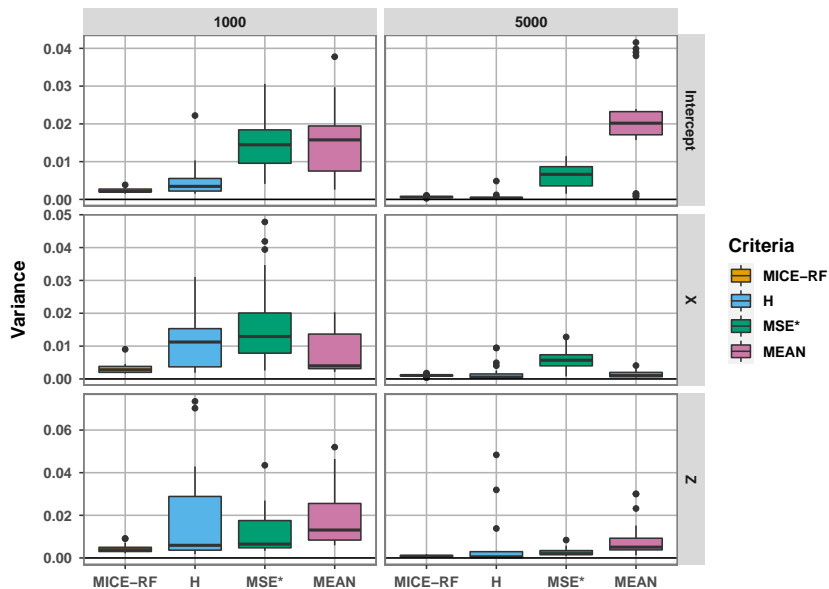 1000
5000
0.04
0.03
0.02
0.01
0.00
Intercept
0.05
0.04
0.03
0.02
0.01
0.00
X
0.06
0.04
0.02
0.00
Z
Variance
MICE−RF H MSE* MEAN
MICE−RF H MSE* MEAN
Criteria
MICE−RF
H
MSE*
MEAN